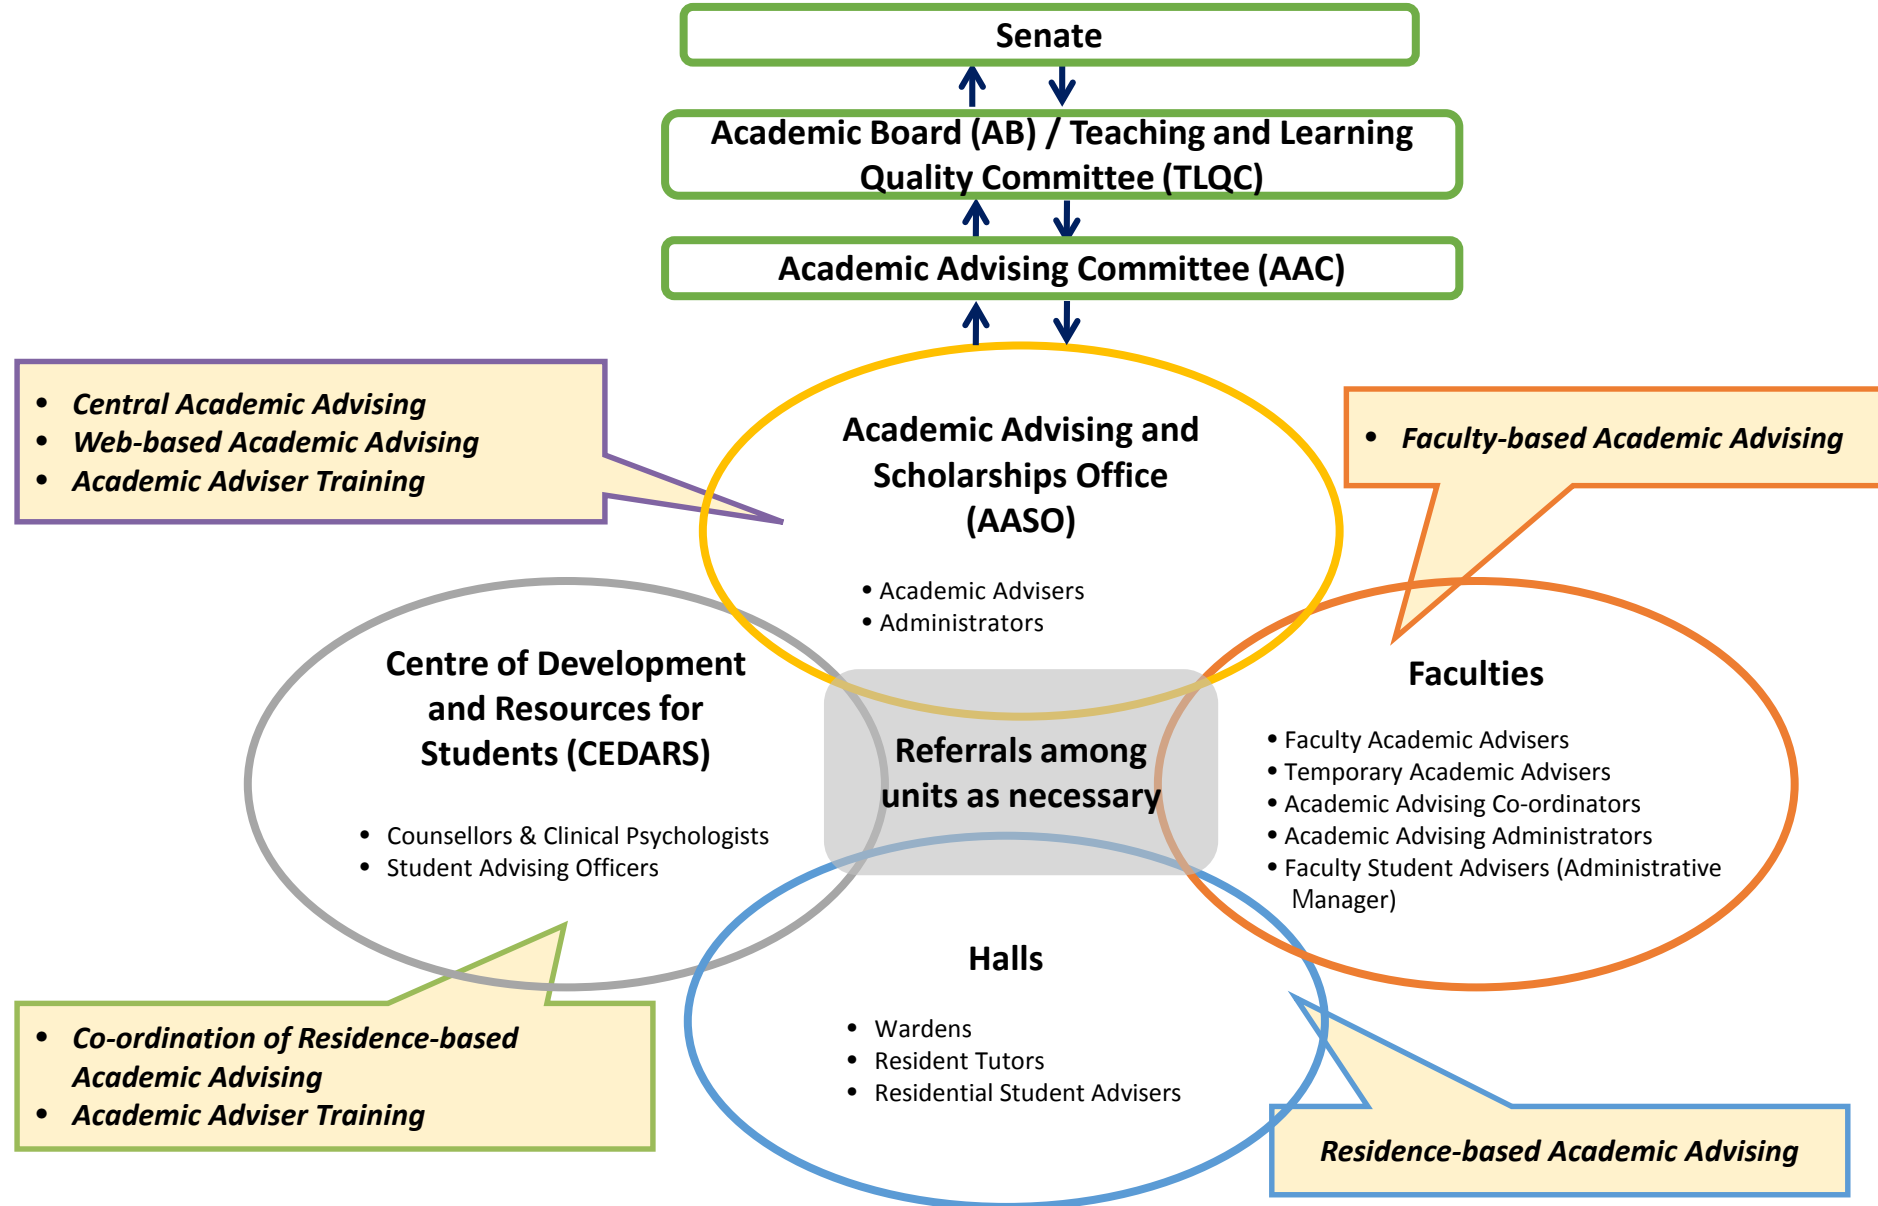 Senate
Academic Board (AB) / Teaching and Learning
Quality Committee (TLQC)
Academic Advising Committee (AAC)
• Central Academic Advising
• Web-based Academic Advising
• Academic Adviser Training
Academic Advising and
Scholarships Office
(AASO)
• Academic Advisers
• Administrators
• Faculty-based Academic Advising
Centre of Development
and Resources for
Students (CEDARS)
• Counsellors & Clinical Psychologists
• Student Advising Officers
Referrals among
units as necessary
Faculties
• Faculty Academic Advisers
• Temporary Academic Advisers
• Academic Advising Co-ordinators
• Academic Advising Administrators
• Faculty Student Advisers (Administrative
Manager)
Halls
• Wardens
• Resident Tutors
• Residential Student Advisers
• Co-ordination of Residence-based
Academic Advising
• Academic Adviser Training
Residence-based Academic Advising